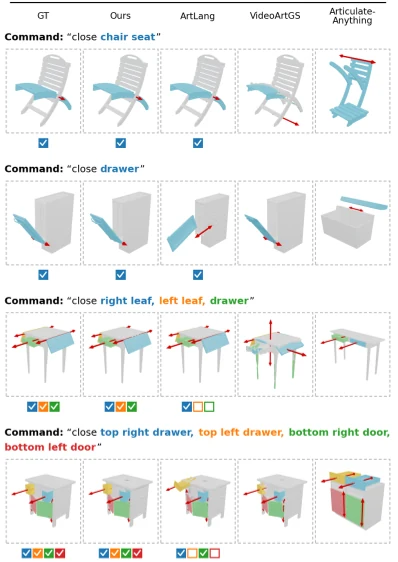 GT Ours ArtLang VideoArtGS Articulate-
Anything
Command: “close chair seat”
Command: “close drawer”
Command: “close right leaf, left leaf, drawer”
Command: “close top right drawer, top left drawer, bottom right door,
bottom left door”